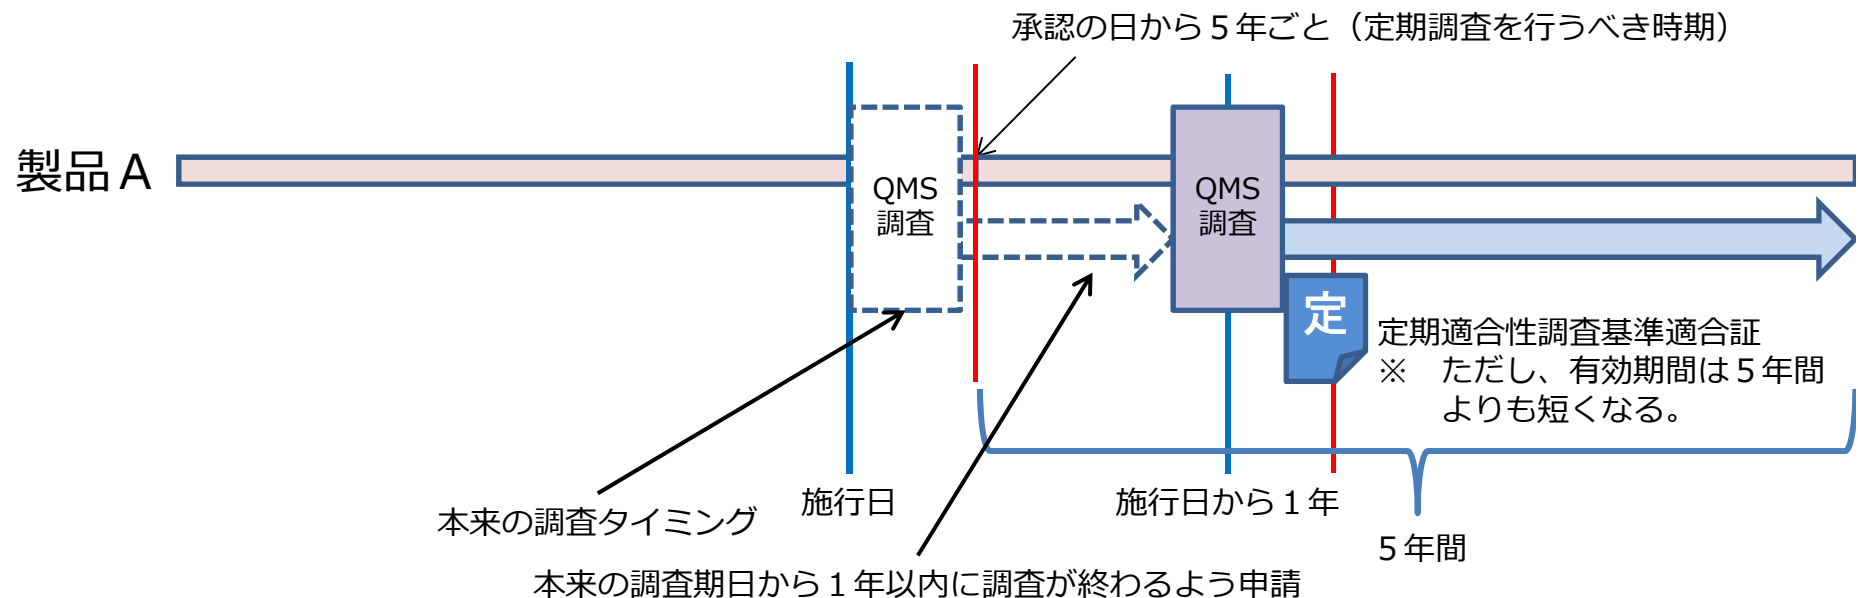 承認の日から５年ごと（定期調査を行うべき時期）
製品Ａ
QMS
調査
QMS
調査
定
定期適合性調査基準適合証
※　ただし、有効期間は５年間
よりも短くなる。
施行日
施行日から１年
本来の調査タイミング
５年間
本来の調査期日から１年以内に調査が終わるよう申請